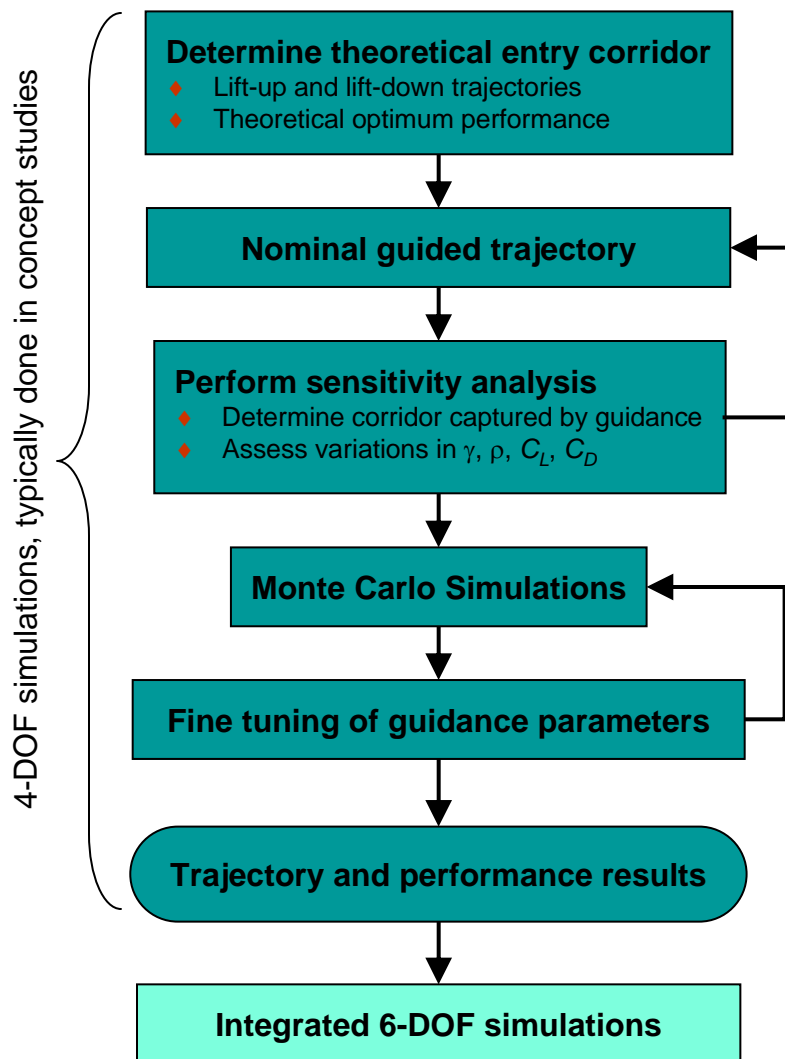 4-DOF simulations, typically done in concept studies
Determine theoretical entry corridor
♦ Lift-up and lift-down trajectories
♦ Theoretical optimum performance
Nominal guided trajectory
Perform sensitivity analysis
♦ Determine corridor captured by guidance
♦ Assess variations in γ, ρ, C_L, C_D
Monte Carlo Simulations
Fine tuning of guidance parameters
Trajectory and performance results
Integrated 6-DOF simulations